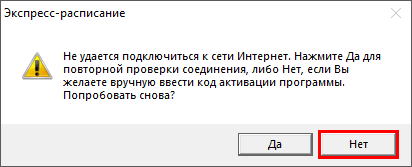 Экспресс-расписание
Не удается подключиться к сети Интернет. Нажмите Да для
повторной проверки соединения, либо Нет, если Вы
желаете вручную ввести код активации программы.
Попробовать снова?
Да
Нет